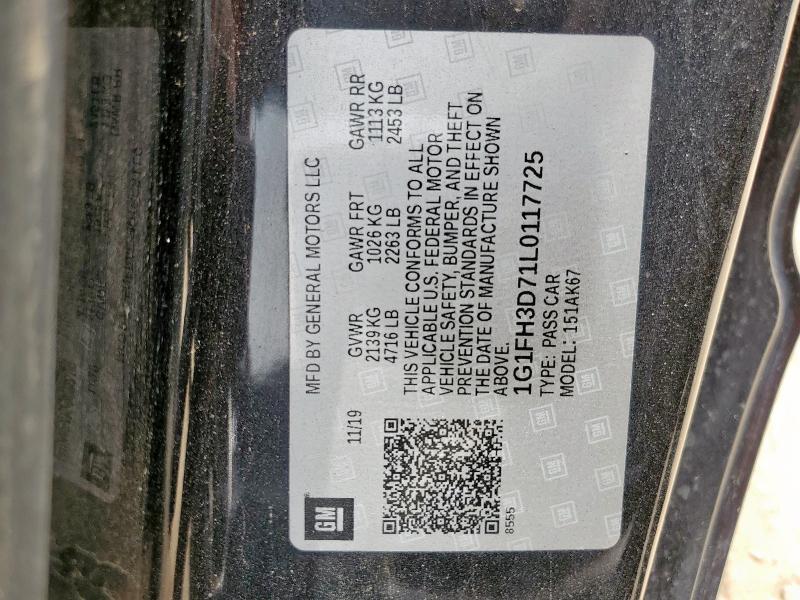 GM
MFD BY GENERAL MOTORS LLC
11/19
GVWR GAWR FRT GAWR RR
2139 KG 1026 KG 1113 KG
4716 LB 2263 LB 2453 LB
THIS VEHICLE CONFORMS TO ALL
APPLICABLE U.S. FEDERAL MOTOR
VEHICLE SAFETY, BUMPER, AND THEFT
PREVENTION STANDARDS IN EFFECT ON
THE DATE OF MANUFACTURE SHOWN
ABOVE.
8555
1G1FH3D71L0117725
TYPE: PASS CAR
MODEL: 151AK67